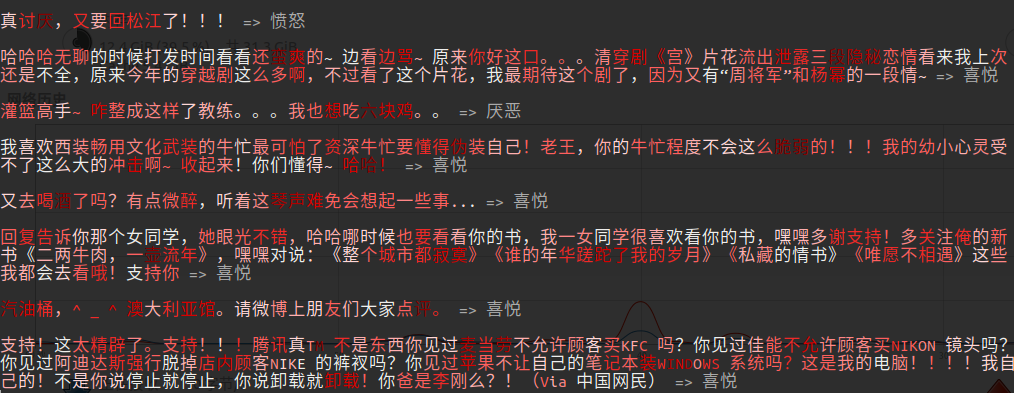 真讨厌，又要回松江了！！！ => 愤怒
哈哈哈无聊的时候打发时间看看还爽的~ 边看边骂~ 原来你好这口。。。清穿剧《宫》片花流出泄露三段隐秘恋情看来我上次
还是不全，原来今年的穿越剧这么多啊，不过看了这个片花，我最期待这个剧了，因为又有“周将军”和杨幂的一段情~ => 喜悦
灌篮高手~ 咋整成这样了教练。。。我也想吃六块鸡。。 => 厌恶
我喜欢西装畅用文化武装的牛忙最可怕了资深牛忙要懂得伪装自己！老王，你的牛忙程度不会这么脆弱的！！！我的幼小心灵受
不了这么大的冲击啊~ 收起来！你们懂得~ 哈哈！ => 喜悦
又去喝酒了吗？有点微醉，听着这琴声难免会想起一些事... => 喜悦
回复告诉你那个女同学，她眼光不错，哈哈哪时候也要看看你的书，我一女同学很喜欢看你的书，嘿嘿多谢支持！多关注俺的新
书《二两牛肉，一壶流年》，嘿嘿对说：《整个城市都寂寞》《谁的年华蹉跎了我的岁月》《私藏的情书》《唯愿不相遇》这些
我都会去看哦！支持你 => 喜悦
汽油桶，^ _ ^ 澳大利亚馆。请微博上朋友们大家点评。 => 喜悦
支持！这太精辟了。支持！！！腾讯真Tm 不是东西你见过麦当劳不允许顾客买KFC 吗？你见过佳能不允许顾客买NIKON 镜头吗？
你见过阿迪达斯强行脱掉店内顾客NIKE 的裤衩吗？你见过苹果不让自己的笔记本装WINDOWS 系统吗？这是我的电脑！！！！我自
己的！不是你说停止就停止，你说卸载就卸载！你爸是李刚么？！（Via 中国网民） => 喜悦